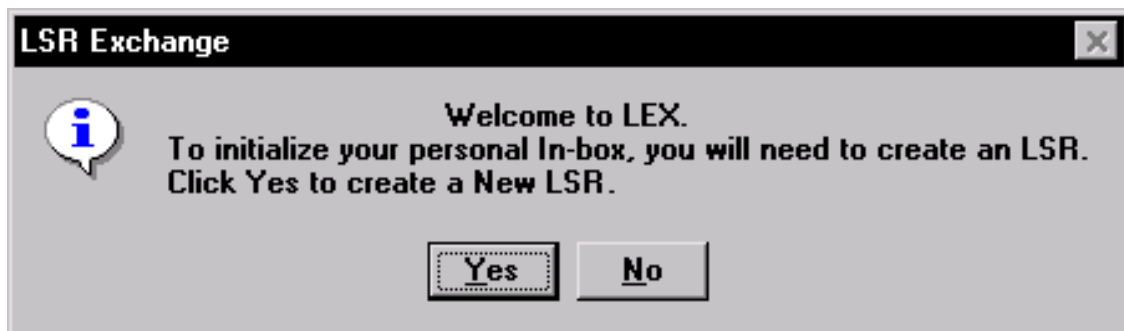 LSR Exchange
Welcome to LEX.
To initialize your personal In-box, you will need to create an LSR.
Click Yes to create a New LSR.
Yes No